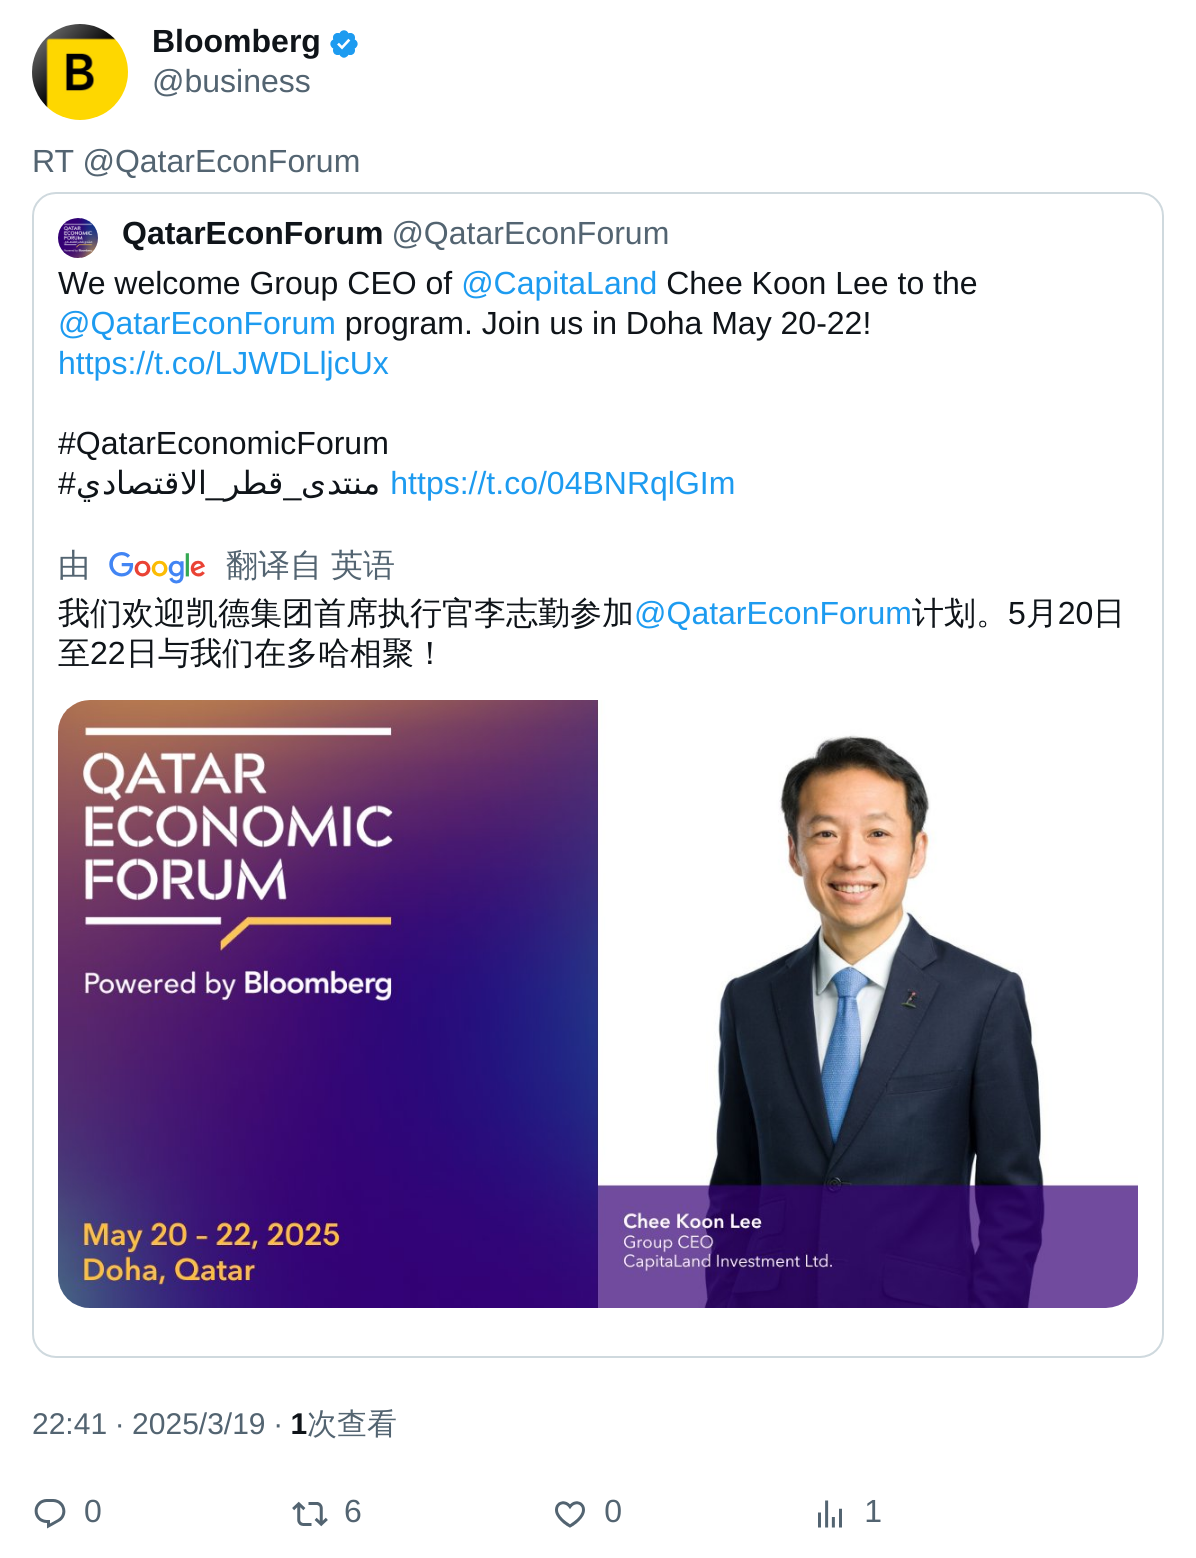 B
Bloomberg
@business
RT @QatarEconForum
QatarEconForum @QatarEconForum
We welcome Group CEO of @CapitaLand Chee Koon Lee to the
@QatarEconForum program. Join us in Doha May 20-22!
https://t.co/LJWDLljcUx
#QatarEconomicForum
#منتدى_قطر_الاقتصادي https://t.co/04BNRqlGIm
由 Google 翻译自 英语
我们欢迎凯德集团首席执行官李志勤参加@QatarEconForum计划。5月20日
至22日与我们在多哈相聚！
QATAR
ECONOMIC
FORUM
Powered by Bloomberg
May 20 – 22, 2025
Doha, Qatar
Chee Koon Lee
Group CEO
CapitaLand Investment Ltd.
22:41 · 2025/3/19 · 1次查看
0 6 0 1